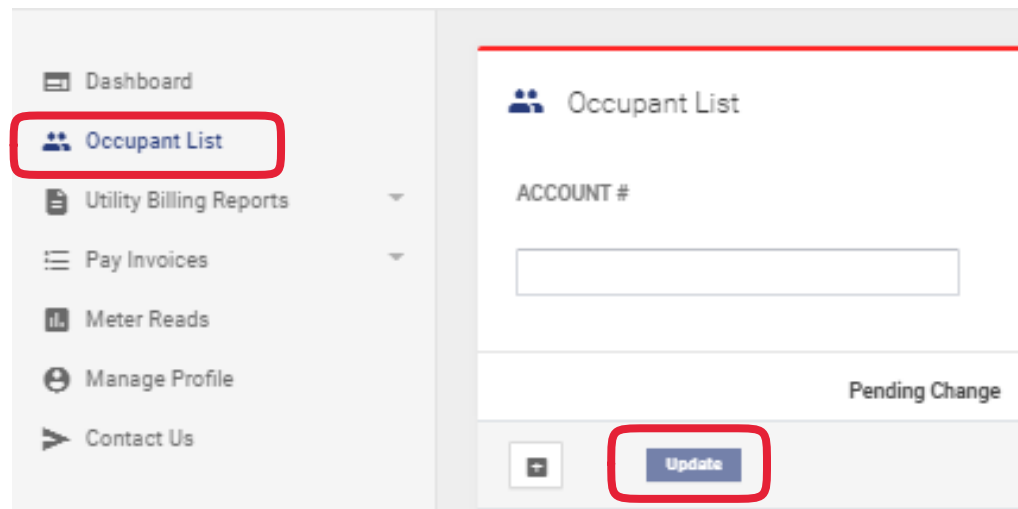 Dashboard
Occupant List
Utility Billing Reports
Pay Invoices
Meter Reads
Manage Profile
Contact Us
Occupant List
ACCOUNT #
Pending Change
Update